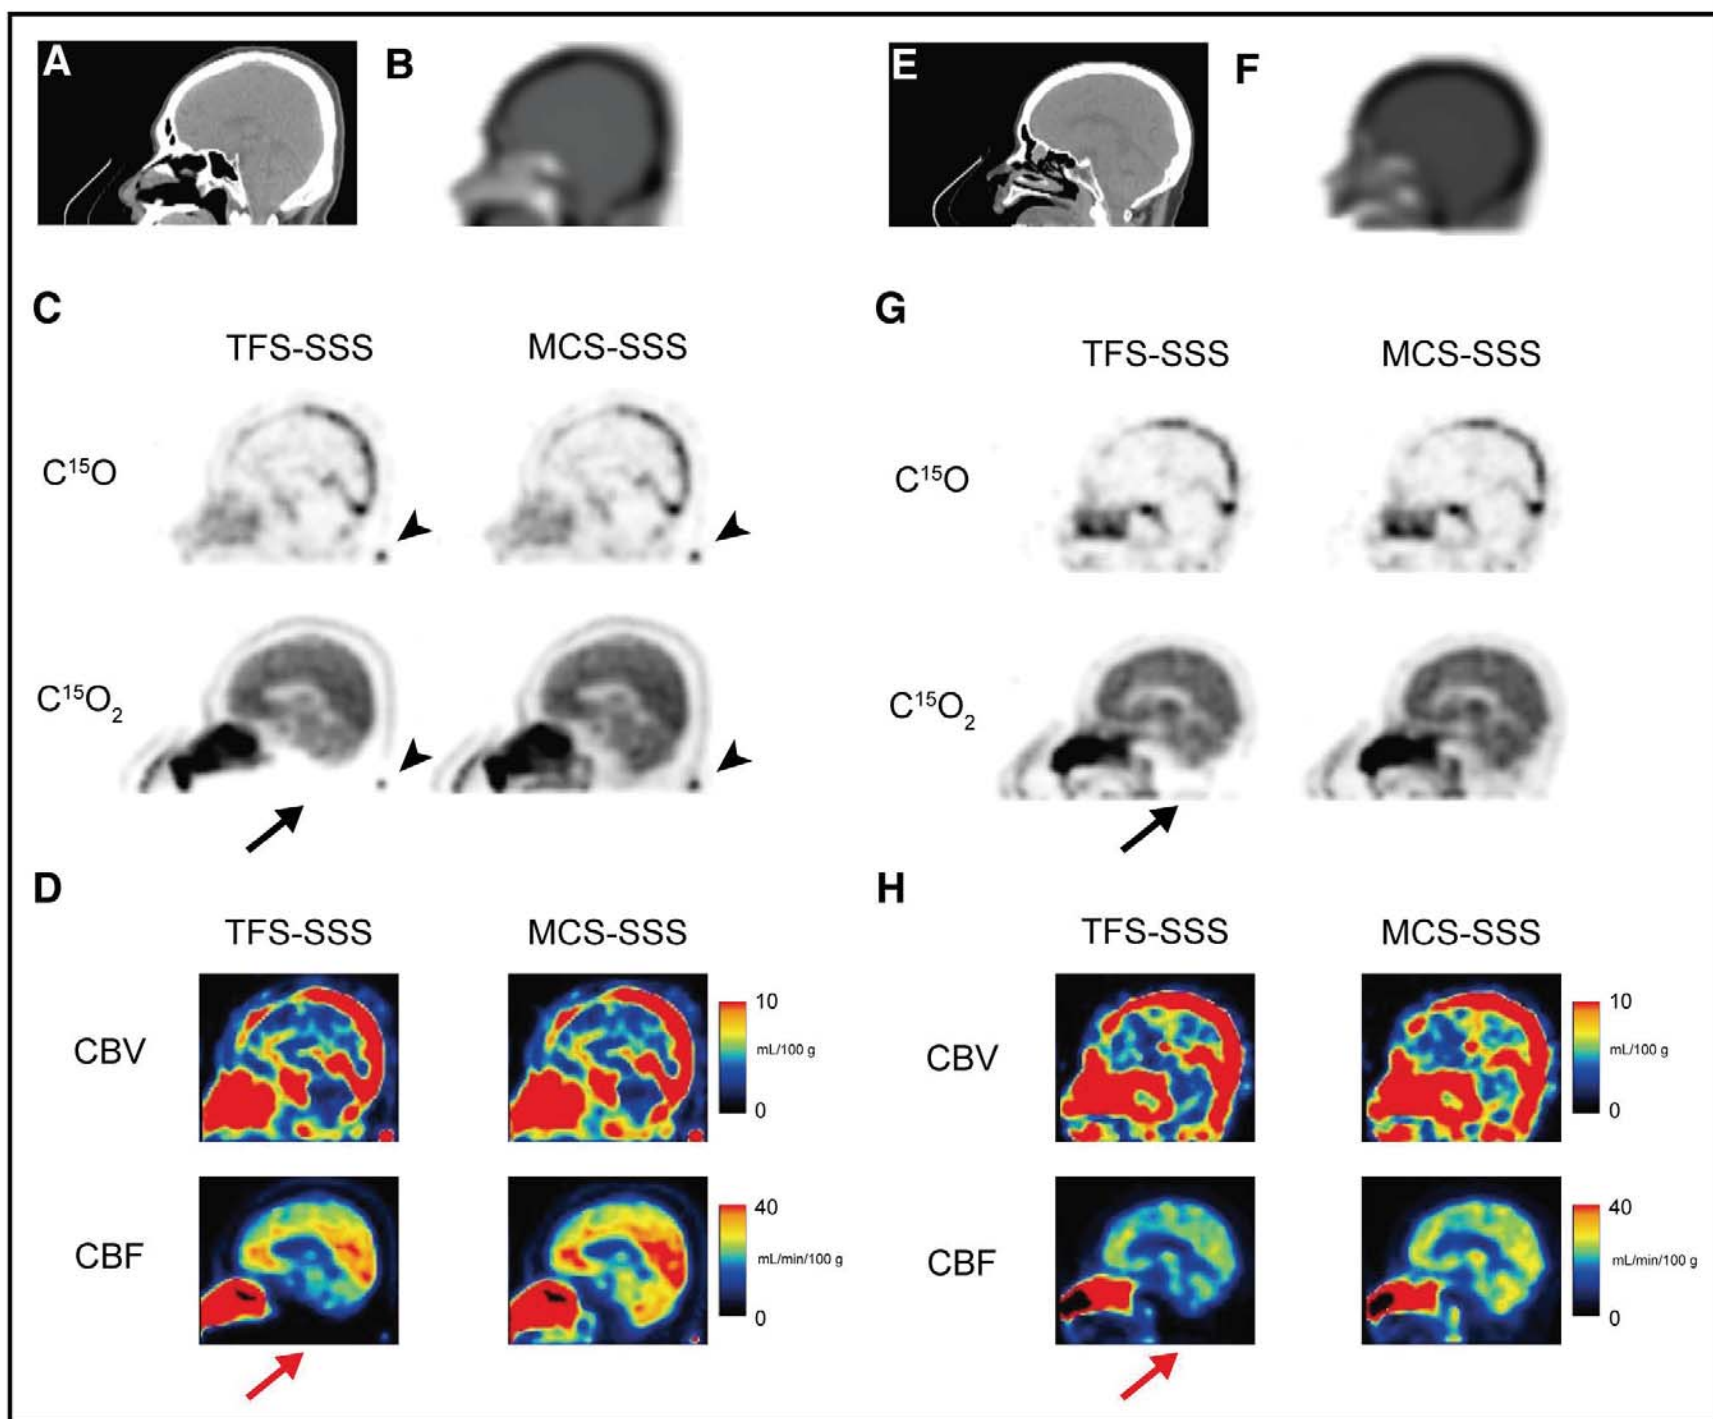 A B E F
C G
TFS-SSS MCS-SSS TFS-SSS MCS-SSS
C¹⁵O C¹⁵O
C¹⁵O₂ C¹⁵O₂
D H
TFS-SSS MCS-SSS TFS-SSS MCS-SSS
10 10
CBV mL/100 g CBV mL/100 g
0 0
40 40
CBF mL/min/100 g CBF mL/min/100 g
0 0